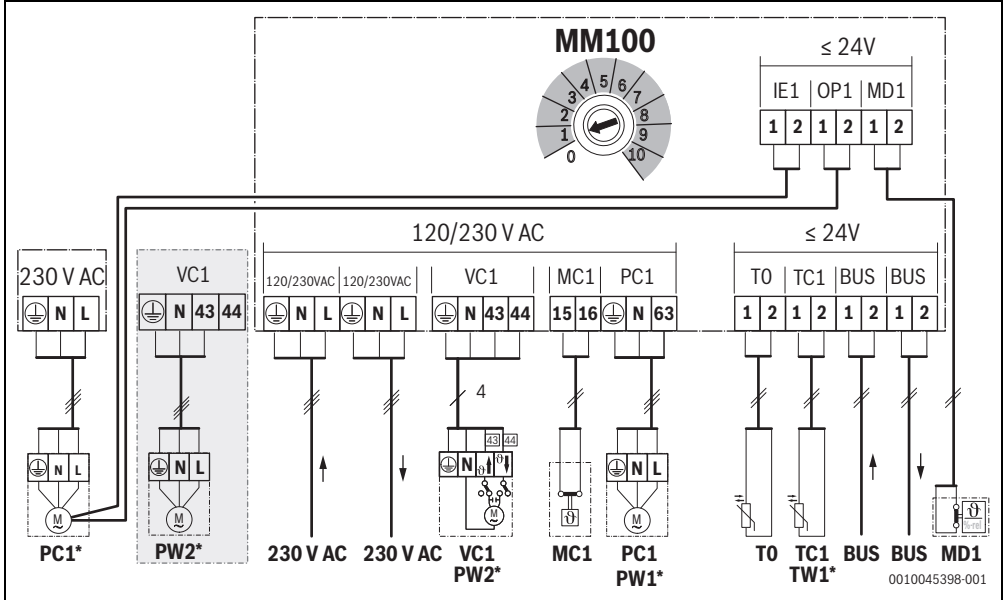 MM100
≤ 24V
0 1 2 3 4 5 6 7 8 9 10
IE1 OP1 MD1
1 2 1 2 1 2
120/230 V AC
≤ 24V
230 V AC
VC1
120/230VAC 120/230VAC
VC1
MC1 PC1
T0 TC1 BUS BUS
N L
N 43 44
N L N L
N 43 44
15 16
N 63
1 2 1 2 1 2 1 2
4
43 44
N L
N L
N
N L
ϑ
ϑ
M
~
M
~
M
~
ϑ
M
~
ϑ
%-rel
PC1*
PW2*
230 V AC
230 V AC
VC1
PW2*
MC1
PC1
PW1*
T0
TC1
TW1*
BUS
BUS
MD1
0010045398-001